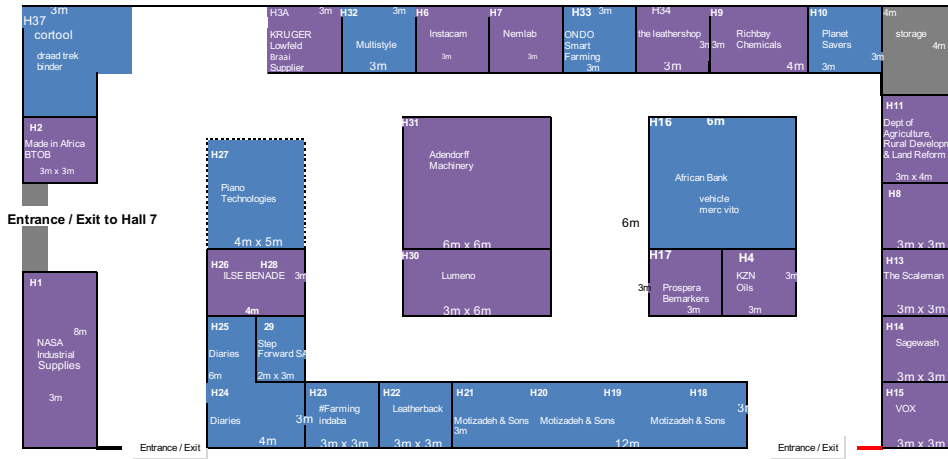 3m
H37
cortool
draad trek
binder
H3A
3m
KRUGER
Lowfeld
Braai
Supplier
H32
3m
Multistyle
3m
H6
Instacam
3m
H7
Nemlab
3m
H33
3m
ONDO
Smart
Farming
3m
H34
the leathershop
3m
3m
H9
3m
Richbay
Chemicals
4m
H10
Planet
Savers
3m
3m
4m
storage
4m
H2
Made in Africa
BTOB
3m x 3m
Entrance / Exit to Hall 7
H27
Piano
Technologies
4m x 5m
H31
Adendorff
Machinery
6m x 6m
H16
6m
African Bank
vehicle
merc vito
6m
H11
Dept of
Agriculture,
Rural Developm
& Land Reform
3m x 4m
H8
3m x 3m
H26
H28
ILSE BENADE
3m
4m
H30
Lumeno
3m x 6m
H17
3m
Prospera
Bemarkers
3m
H4
KZN
Oils
3m
3m
H13
The Scaleman
3m x 3m
H1
8m
NASA
Industrial
Supplies
3m
H25
Diaries
6m
29
Step
Forward SA
2m x 3m
H14
Sagewash
3m x 3m
H24
Diaries
3m
4m
H23
#Farming
indaba
3m x 3m
H22
Leatherback
3m x 3m
H21
Motizadeh & Sons
3m
H20
Motizadeh & Sons
H19
12m
H18
Motizadeh & Sons
3m
H15
VOX
3m x 3m
Entrance / Exit
Entrance / Exit